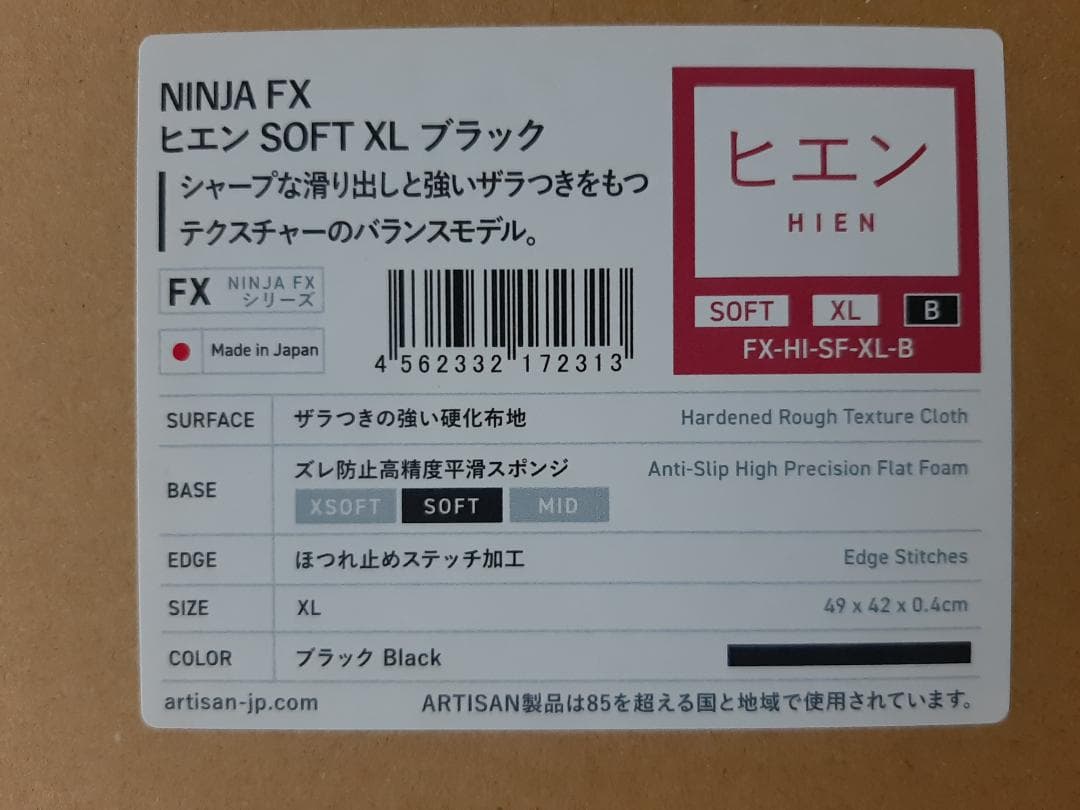 NINJA FX
ヒエン SOFT XL ブラック
シャープな滑り出しと強いザラつきをもつ
テクスチャーのバランスモデル。
ヒエン
HIEN
SOFT XL B
FX-HI-SF-XL-B
FX NINJA FX
シリーズ
Made in Japan
4 562332 172313
SURFACE ザラつきの強い硬化布地 Hardened Rough Texture Cloth
BASE ズレ防止高精度平滑スポンジ Anti-Slip High Precision Flat Foam
XSOFT SOFT MID
EDGE ほつれ止めステッチ加工 Edge Stitches
SIZE XL 49 x 42 x 0.4cm
COLOR ブラック Black
artisan-jp.com ARTISAN製品は85を超える国と地域で使用されています。